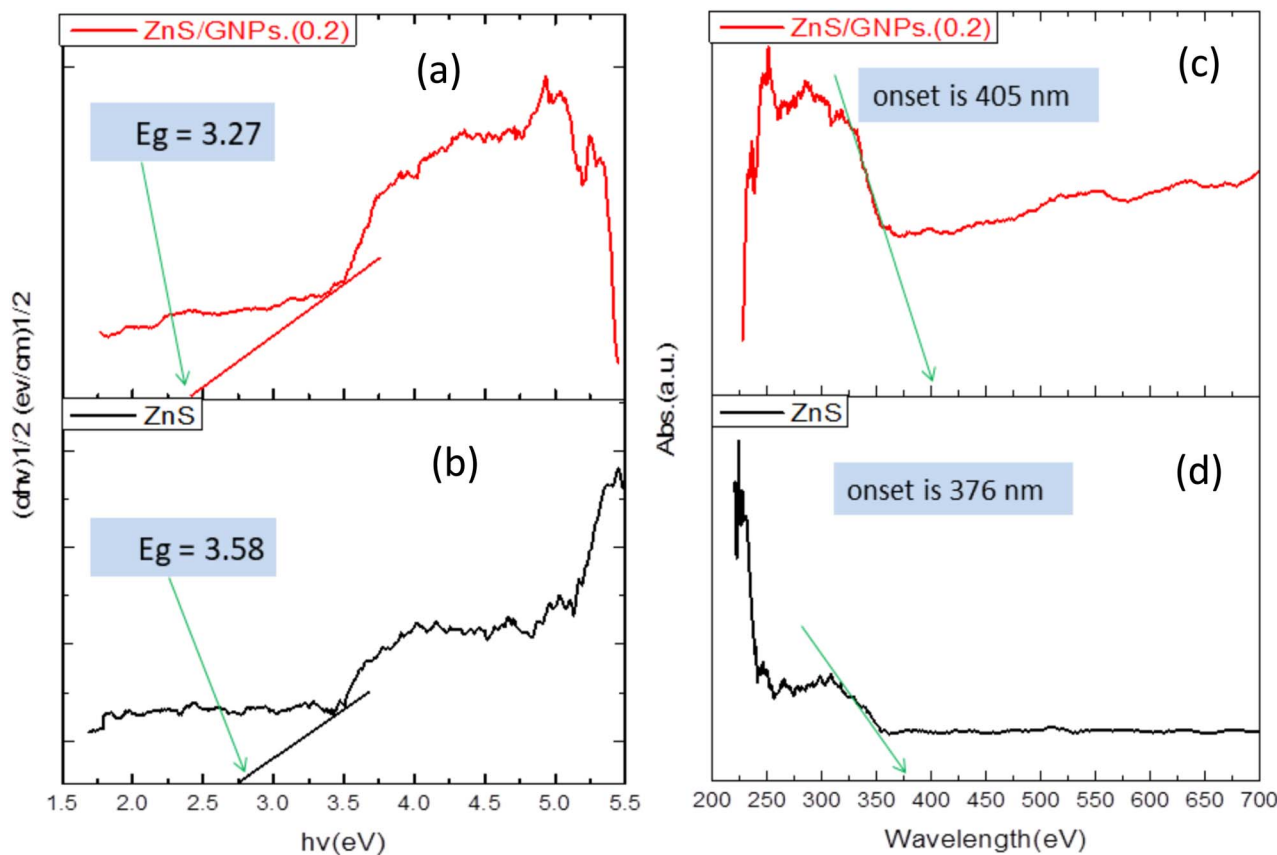 ZnS/GNPs.(0.2)
(a)
Eg = 3.27
ZnS
(b)
Eg = 3.58
(αhν)1/2 (ev/cm)1/2
1.5 2.0 2.5 3.0 3.5 4.0 4.5 5.0 5.5
hν(eV)
ZnS/GNPs.(0.2)
(c)
onset is 405 nm
ZnS
(d)
onset is 376 nm
Abs.(a.u.)
200 250 300 350 400 450 500 550 600 650 700
Wavelength(eV)